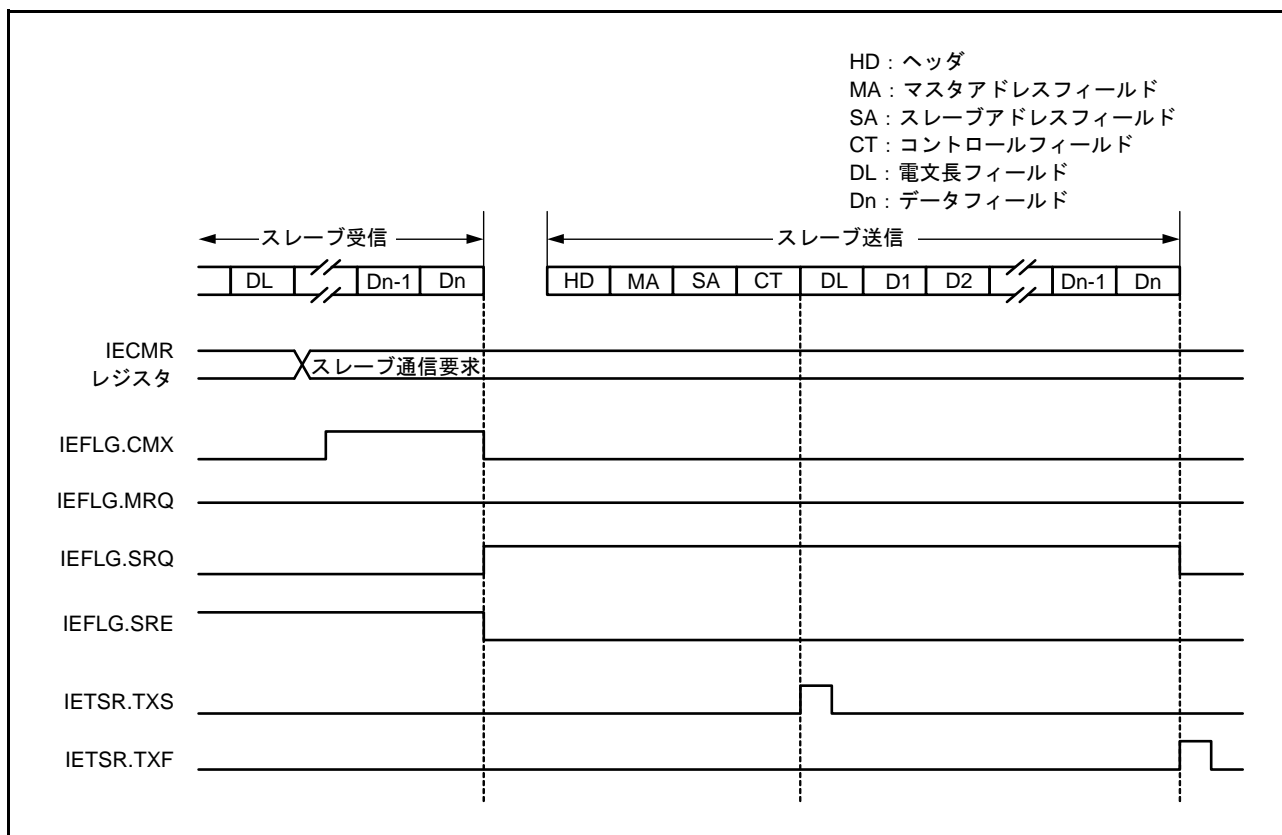 HD：ヘッダ
MA：マスタアドレスフィールド
SA：スレーブアドレスフィールド
CT：コントロールフィールド
DL：電文長フィールド
Dn：データフィールド
スレーブ受信 スレーブ送信
DL Dn-1 Dn HD MA SA CT DL D1 D2 Dn-1 Dn
IECMR
レジスタ
スレーブ通信要求
IEFLG.CMX
IEFLG.MRQ
IEFLG.SRQ
IEFLG.SRE
IETSR.TXS
IETSR.TXF